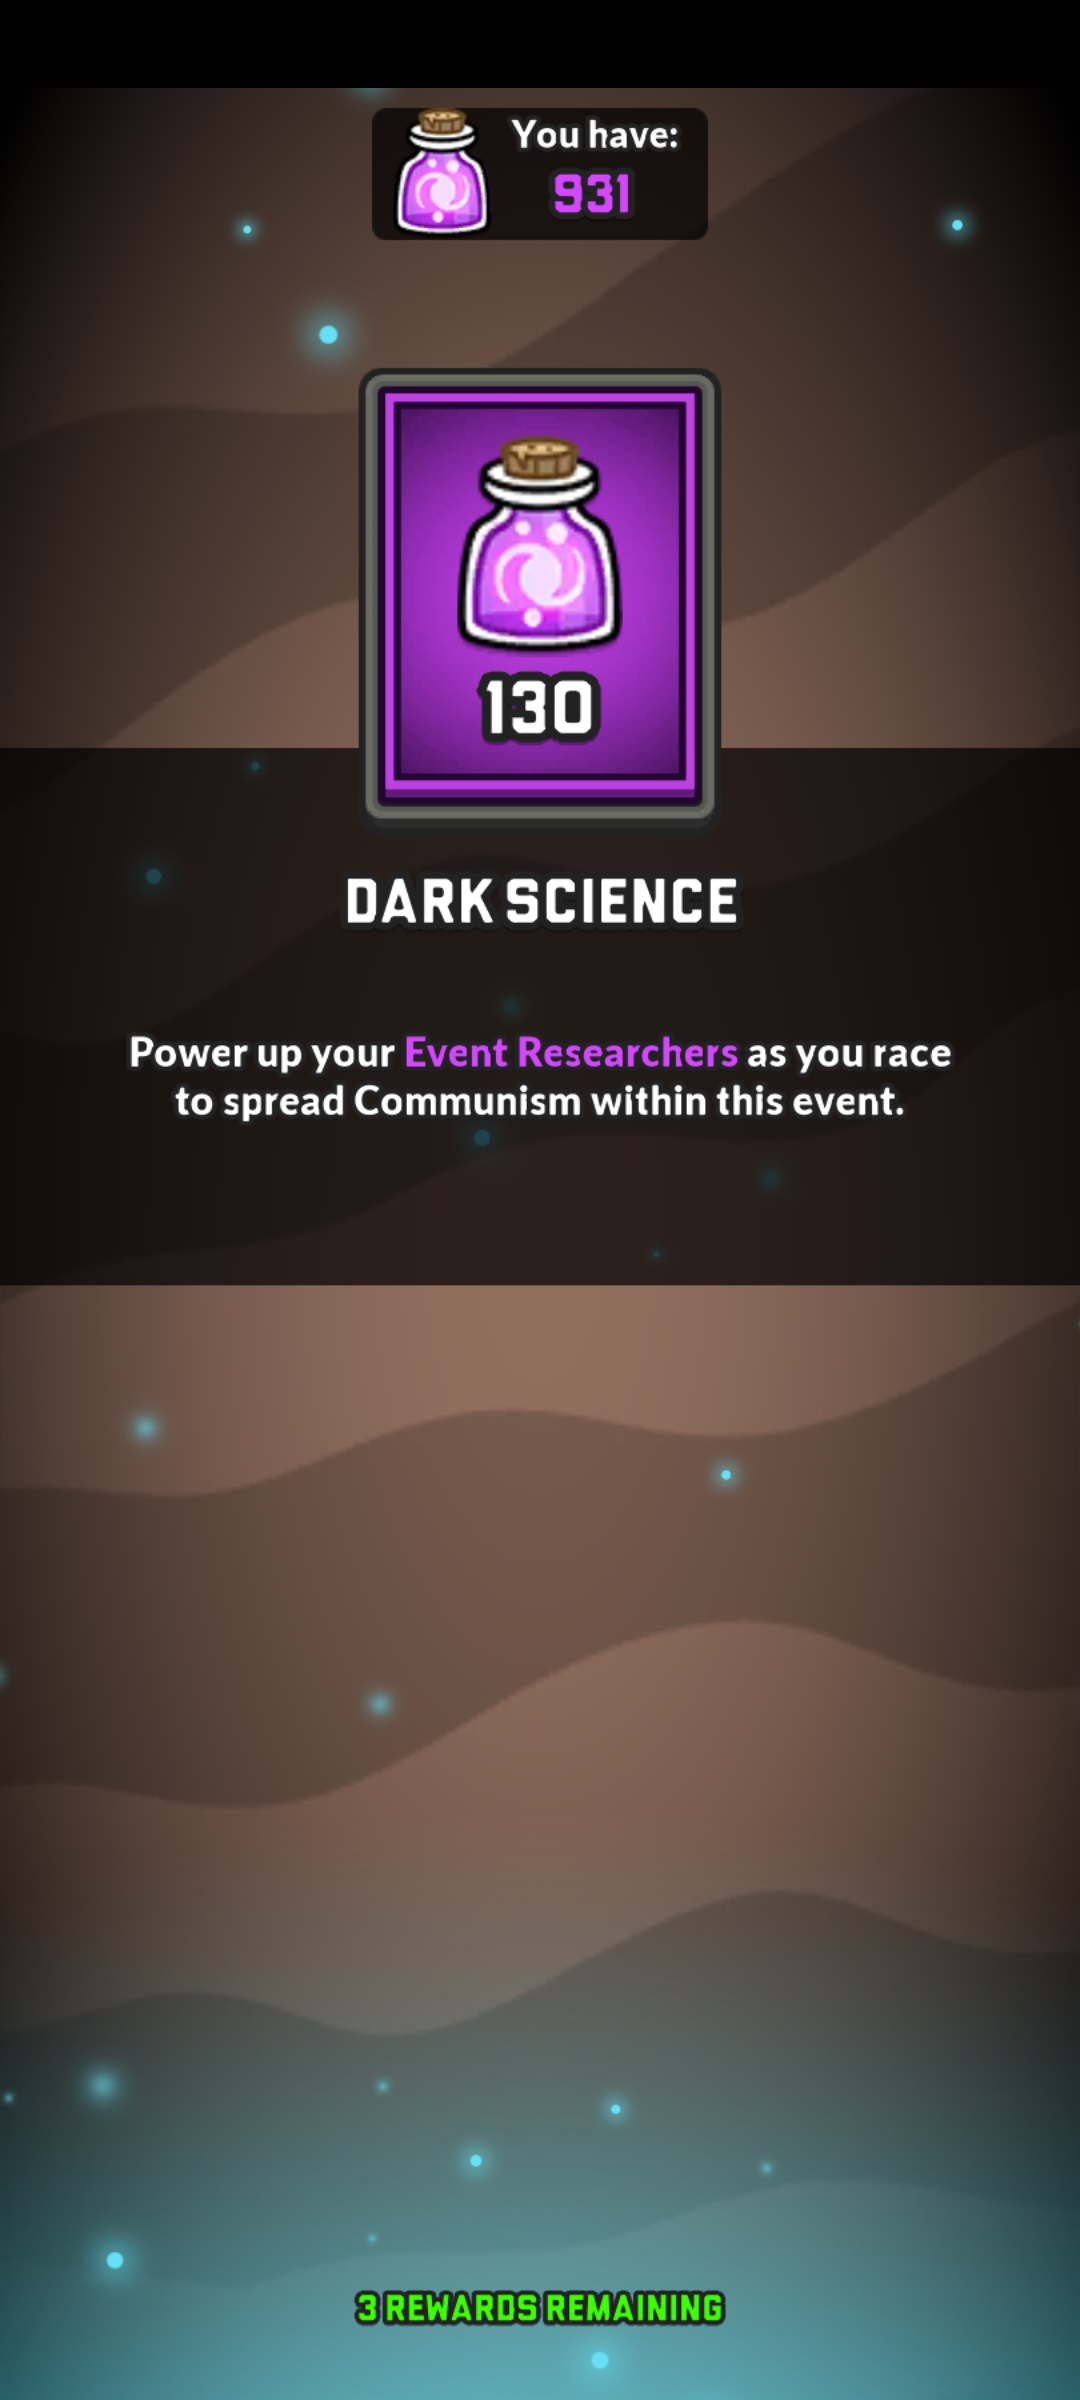 You have:
931
130
DARK SCIENCE
Power up your Event Researchers as you race
to spread Communism within this event.
3 REWARDS REMAINING